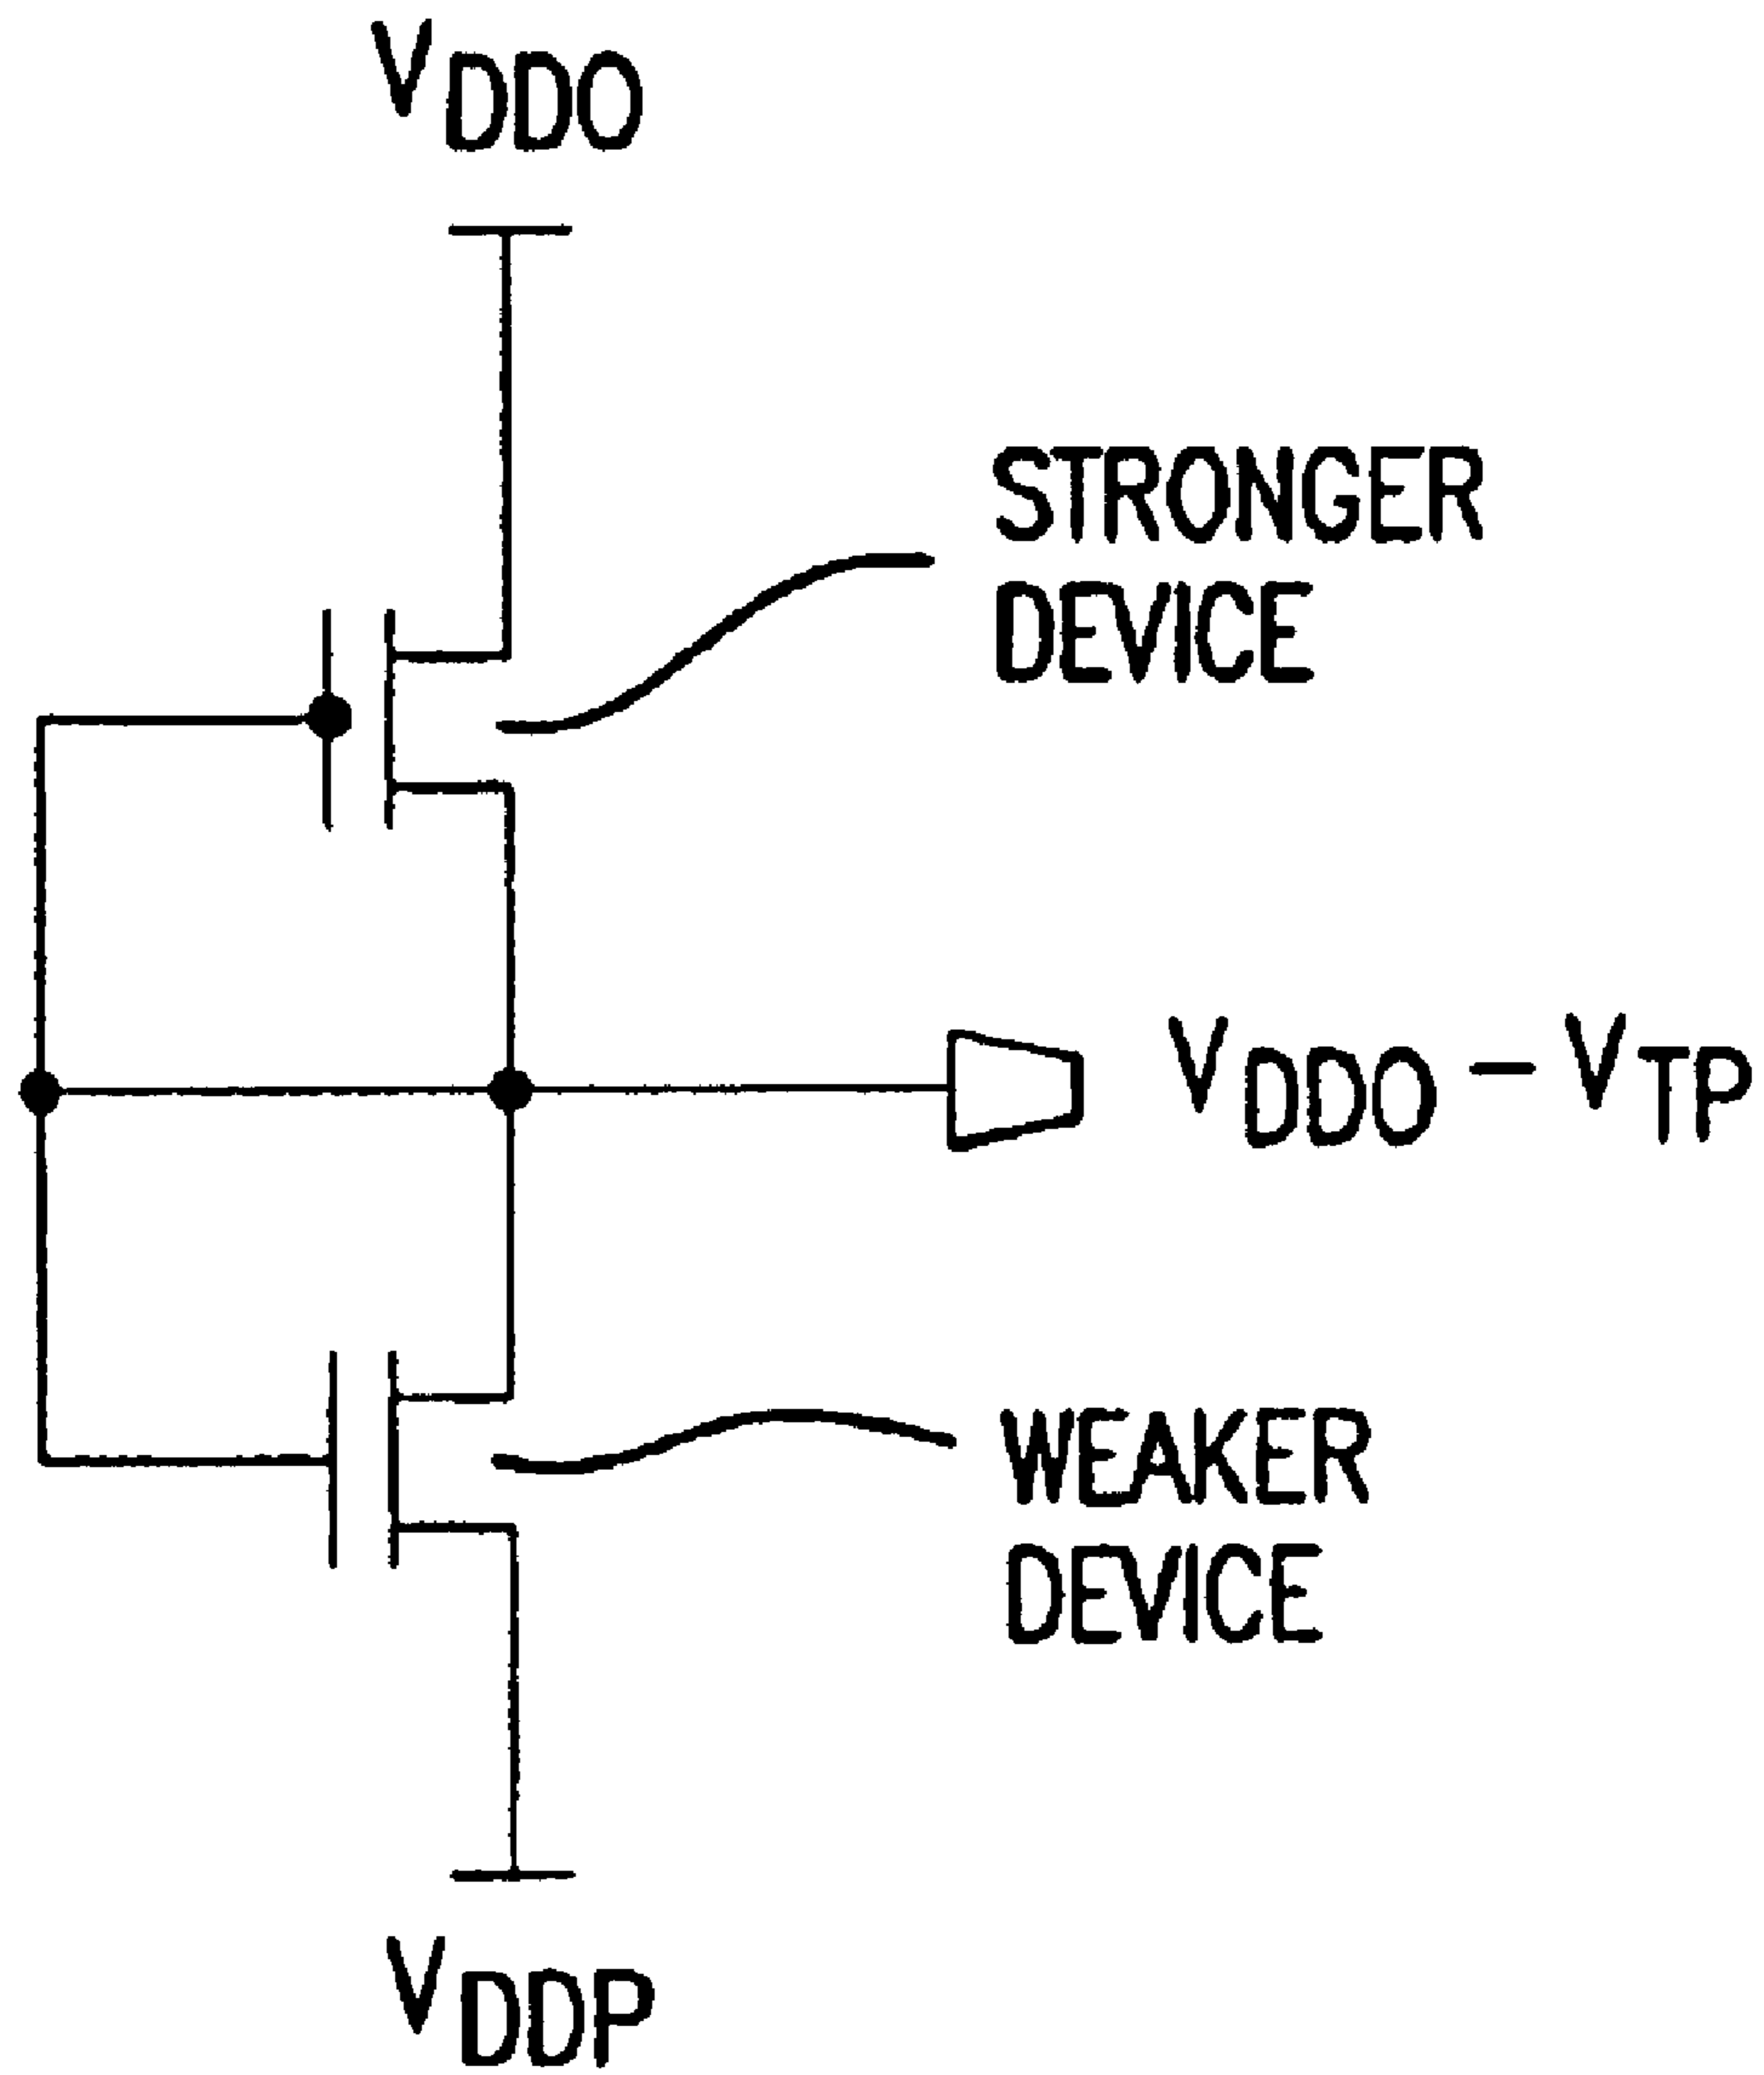 VDDO
STRONGER
DEVICE
VDDO - VTP
WEAKER
DEVICE
VDDP